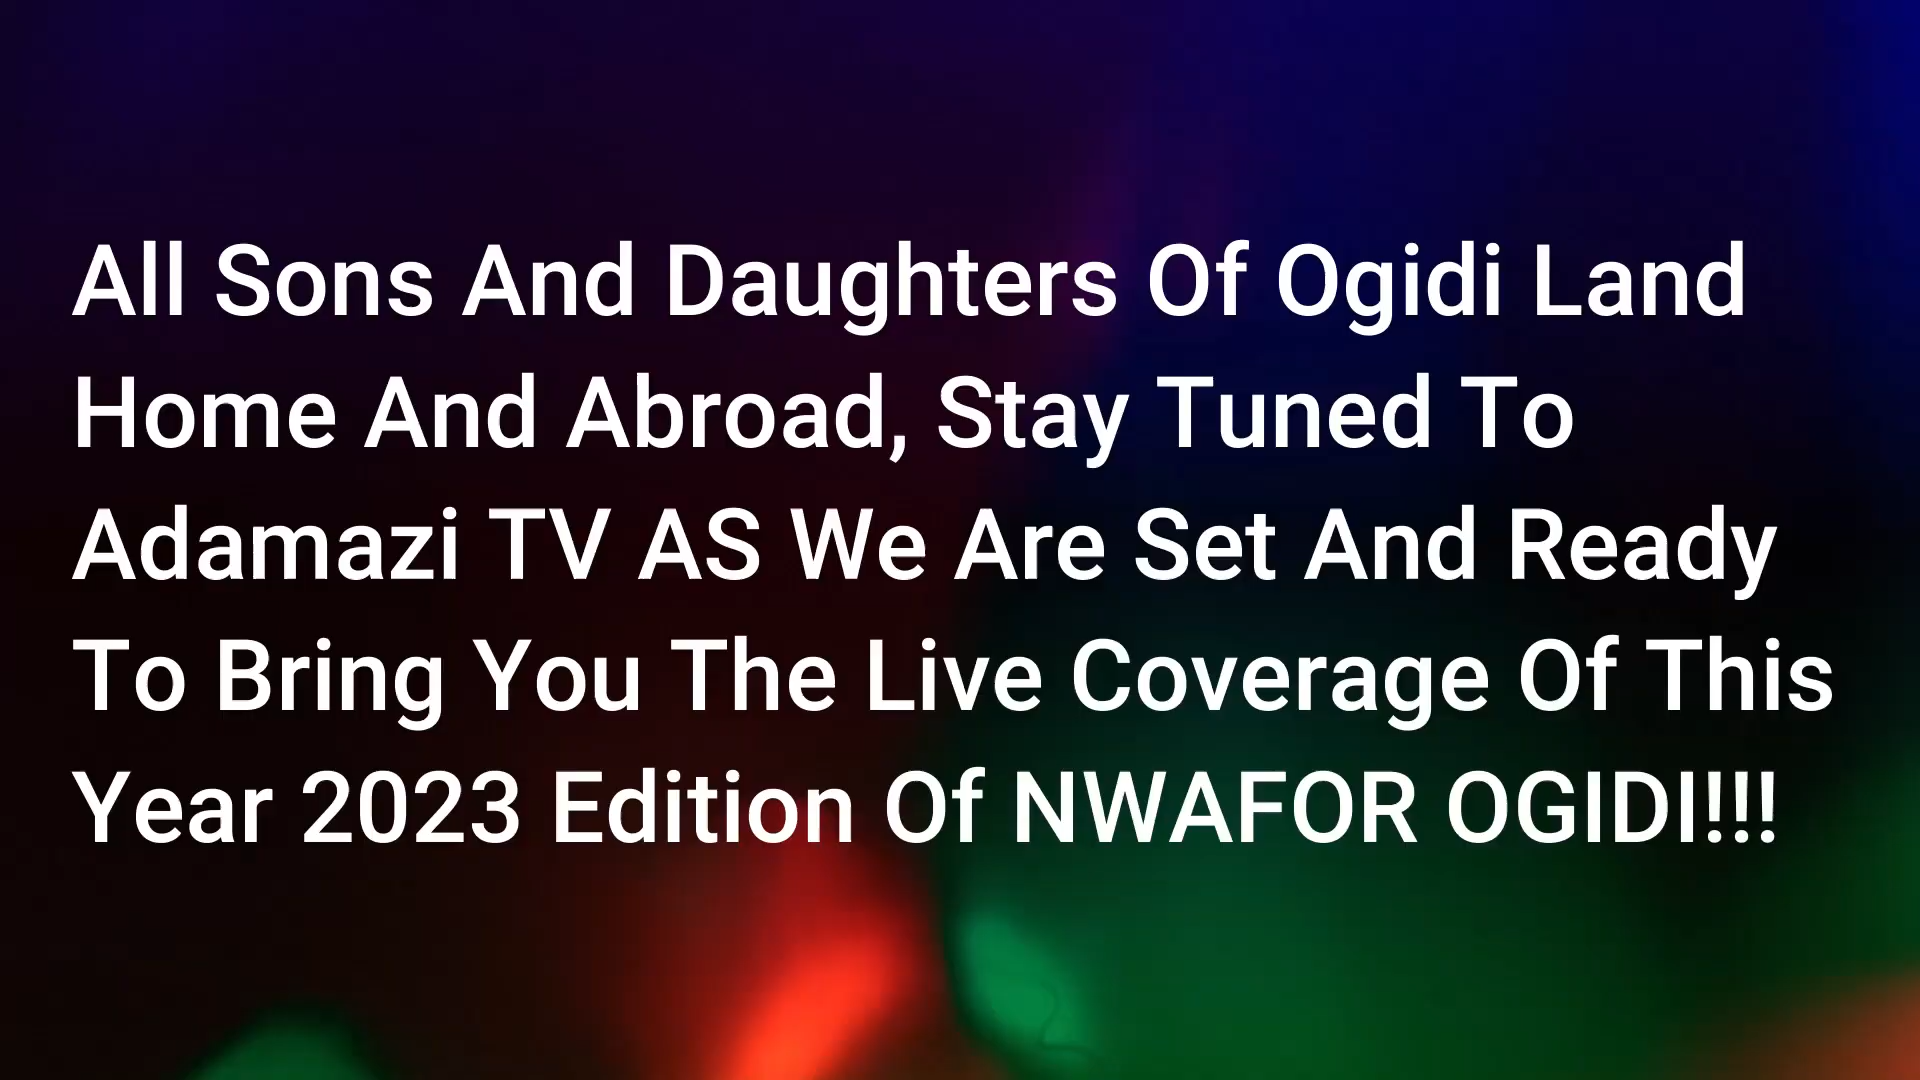 All Sons And Daughters Of Ogidi Land
Home And Abroad, Stay Tuned To
Adamazi TV AS We Are Set And Ready
To Bring You The Live Coverage Of This
Year 2023 Edition Of NWAFOR OGIDI!!!